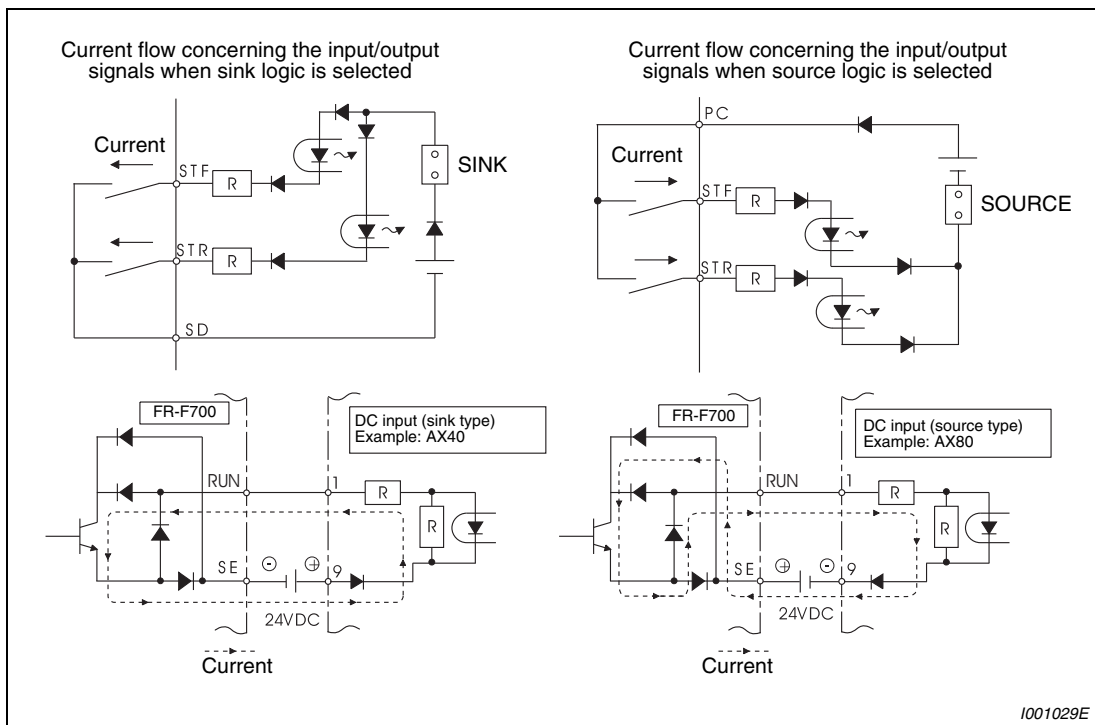 Current flow concerning the input/output
signals when sink logic is selected
Current
STF
R
STR
R
SINK
SD
Current flow concerning the input/output
signals when source logic is selected
PC
Current
STF
R
STR
R
SOURCE
FR-F700
DC input (sink type)
Example: AX40
RUN
1
R
R
SE
⊖
⊕
9
24VDC
Current
FR-F700
DC input (source type)
Example: AX80
RUN
1
R
R
SE
⊕
⊖
9
24VDC
Current
I001029E